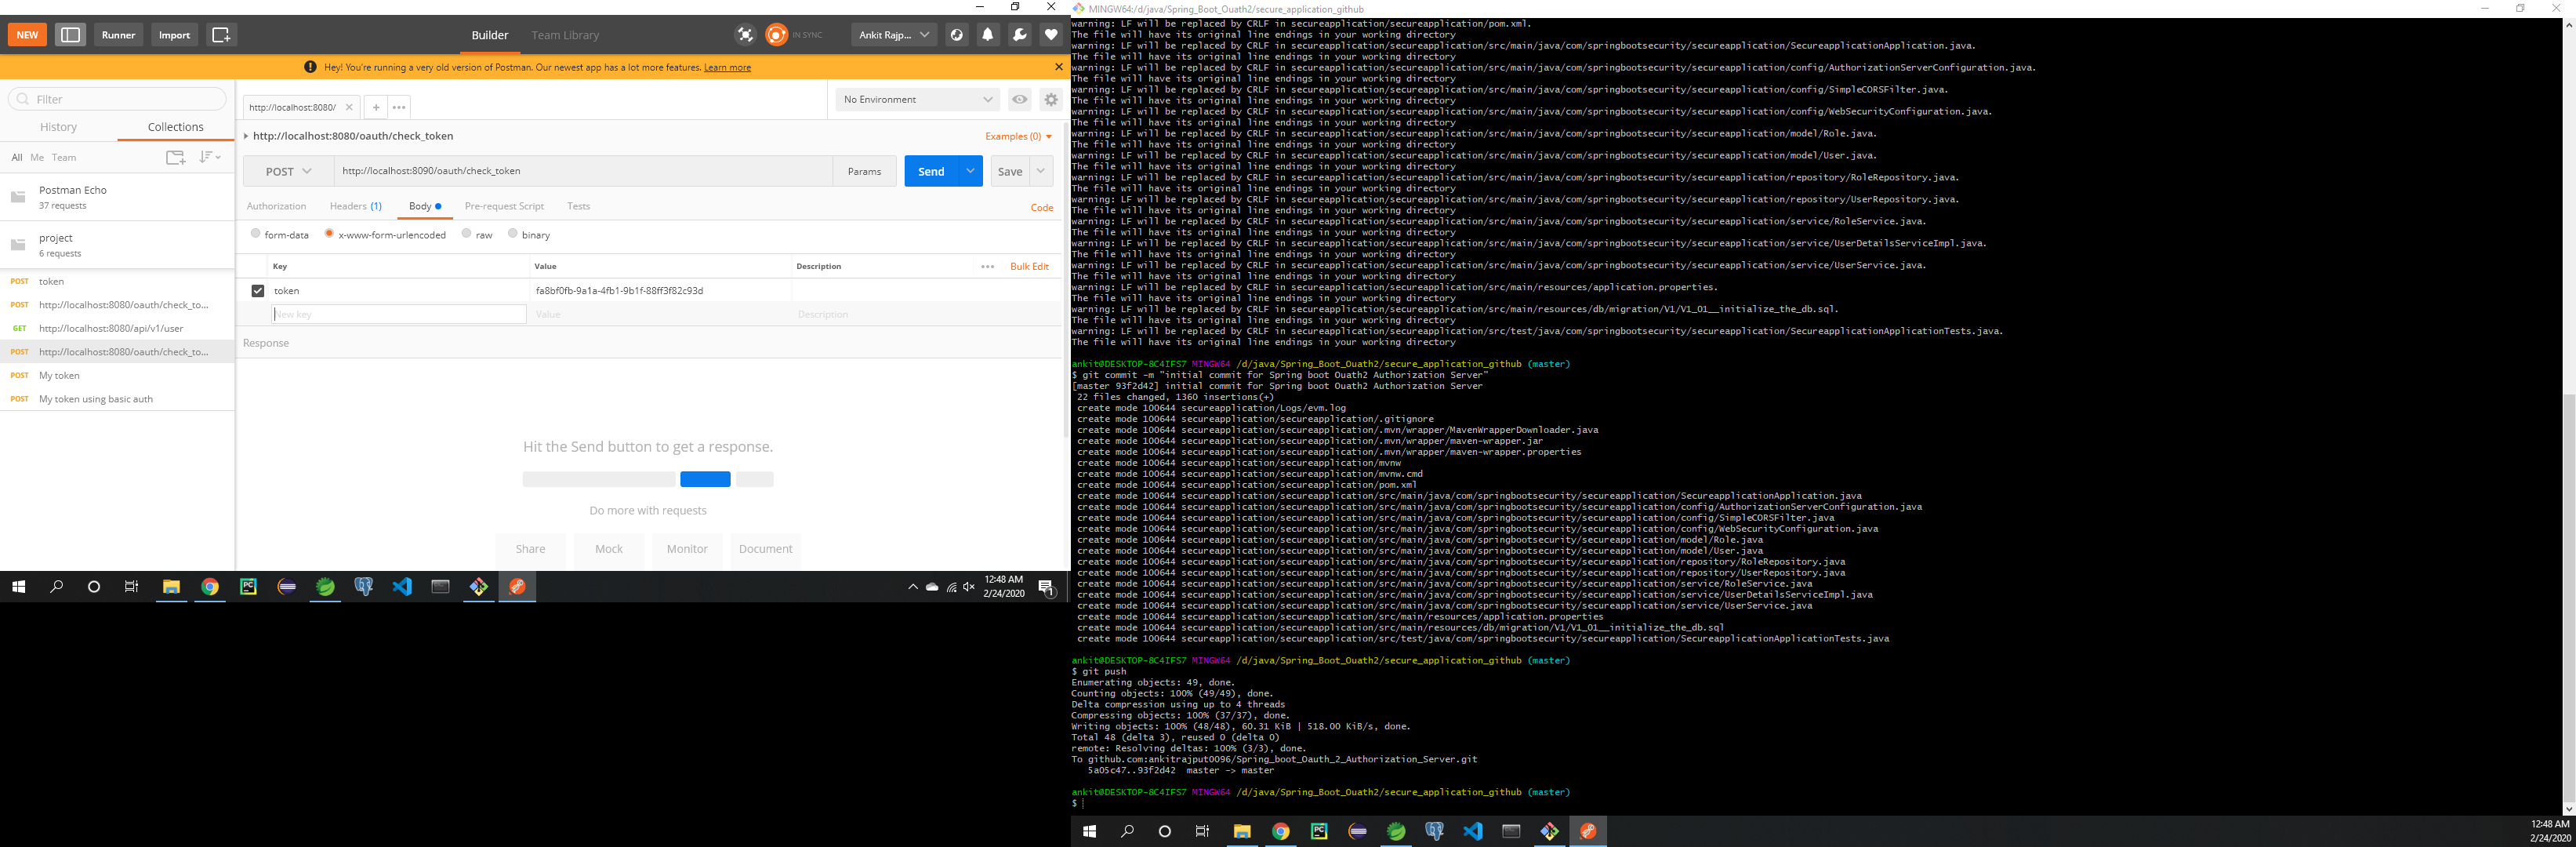 NEW
Runner
Import
Builder
Team Library
IN SYNC
Ankit Rajp...
Hey! You're running a very old version of Postman. Our newest app has a lot more features. Learn more
Filter
History
Collections
All Me Team
Postman Echo
37 requests
project
6 requests
POST token
POST http://localhost:8080/oauth/check_to...
GET http://localhost:8080/api/v1/user
POST http://localhost:8080/oauth/check_to...
POST My token
POST My token using basic auth
http://localhost:8080/
No Environment
http://localhost:8080/oauth/check_token
Examples (0)
POST http://localhost:8090/oauth/check_token Params Send Save
Authorization Headers (1) Body Pre-request Script Tests Code
form-data x-www-form-urlencoded raw binary
Key Value Description Bulk Edit
token fa8bf0fb-9a1a-4fb1-9b1f-88ff3f82c93d
New key Value Description
Response
Hit the Send button to get a response.
Do more with requests
Share Mock Monitor Document
12:48 AM
2/24/2020
MINGW64:/d/java/Spring_Boot_Ouath2/secure_application_github
warning: LF will be replaced by CRLF in secureapplication/secureapplication/pom.xml.
The file will have its original line endings in your working directory
warning: LF will be replaced by CRLF in secureapplication/secureapplication/src/main/java/com/springbootsecurity/secureapplication/SecureapplicationApplication.java.
The file will have its original line endings in your working directory
warning: LF will be replaced by CRLF in secureapplication/secureapplication/src/main/java/com/springbootsecurity/secureapplication/config/AuthorizationServerConfiguration.java.
The file will have its original line endings in your working directory
warning: LF will be replaced by CRLF in secureapplication/secureapplication/src/main/java/com/springbootsecurity/secureapplication/config/SimpleCORSFilter.java.
The file will have its original line endings in your working directory
warning: LF will be replaced by CRLF in secureapplication/secureapplication/src/main/java/com/springbootsecurity/secureapplication/config/WebSecurityConfiguration.java.
The file will have its original line endings in your working directory
warning: LF will be replaced by CRLF in secureapplication/secureapplication/src/main/java/com/springbootsecurity/secureapplication/model/Role.java.
The file will have its original line endings in your working directory
warning: LF will be replaced by CRLF in secureapplication/secureapplication/src/main/java/com/springbootsecurity/secureapplication/model/User.java.
The file will have its original line endings in your working directory
warning: LF will be replaced by CRLF in secureapplication/secureapplication/src/main/java/com/springbootsecurity/secureapplication/repository/RoleRepository.java.
The file will have its original line endings in your working directory
warning: LF will be replaced by CRLF in secureapplication/secureapplication/src/main/java/com/springbootsecurity/secureapplication/repository/UserRepository.java.
The file will have its original line endings in your working directory
warning: LF will be replaced by CRLF in secureapplication/secureapplication/src/main/java/com/springbootsecurity/secureapplication/service/RoleService.java.
The file will have its original line endings in your working directory
warning: LF will be replaced by CRLF in secureapplication/secureapplication/src/main/java/com/springbootsecurity/secureapplication/service/UserDetailsServiceImpl.java.
The file will have its original line endings in your working directory
warning: LF will be replaced by CRLF in secureapplication/secureapplication/src/main/java/com/springbootsecurity/secureapplication/service/UserService.java.
The file will have its original line endings in your working directory
warning: LF will be replaced by CRLF in secureapplication/secureapplication/src/main/resources/application.properties.
The file will have its original line endings in your working directory
warning: LF will be replaced by CRLF in secureapplication/secureapplication/src/main/resources/db/migration/V1/V1_01__initialize_the_db.sql.
The file will have its original line endings in your working directory
warning: LF will be replaced by CRLF in secureapplication/secureapplication/src/test/java/com/springbootsecurity/secureapplication/SecureapplicationApplicationTests.java.
The file will have its original line endings in your working directory
ankit@DESKTOP-8C4IFS7 MINGW64 /d/java/Spring_Boot_Ouath2/secure_application_github (master)
$ git commit -m "initial commit for Spring boot Ouath2 Authorization Server"
[master 93f2d42] initial commit for Spring boot Ouath2 Authorization Server
22 files changed, 1360 insertions(+)
create mode 100644 secureapplication/Logs/evm.log
create mode 100644 secureapplication/secureapplication/.gitignore
create mode 100644 secureapplication/secureapplication/.mvn/wrapper/MavenWrapperDownloader.java
create mode 100644 secureapplication/secureapplication/.mvn/wrapper/maven-wrapper.jar
create mode 100644 secureapplication/secureapplication/.mvn/wrapper/maven-wrapper.properties
create mode 100644 secureapplication/secureapplication/mvnw
create mode 100644 secureapplication/secureapplication/mvnw.cmd
create mode 100644 secureapplication/secureapplication/pom.xml
create mode 100644 secureapplication/secureapplication/src/main/java/com/springbootsecurity/secureapplication/SecureapplicationApplication.java
create mode 100644 secureapplication/secureapplication/src/main/java/com/springbootsecurity/secureapplication/config/AuthorizationServerConfiguration.java
create mode 100644 secureapplication/secureapplication/src/main/java/com/springbootsecurity/secureapplication/config/SimpleCORSFilter.java
create mode 100644 secureapplication/secureapplication/src/main/java/com/springbootsecurity/secureapplication/config/WebSecurityConfiguration.java
create mode 100644 secureapplication/secureapplication/src/main/java/com/springbootsecurity/secureapplication/model/Role.java
create mode 100644 secureapplication/secureapplication/src/main/java/com/springbootsecurity/secureapplication/model/User.java
create mode 100644 secureapplication/secureapplication/src/main/java/com/springbootsecurity/secureapplication/repository/RoleRepository.java
create mode 100644 secureapplication/secureapplication/src/main/java/com/springbootsecurity/secureapplication/repository/UserRepository.java
create mode 100644 secureapplication/secureapplication/src/main/java/com/springbootsecurity/secureapplication/service/RoleService.java
create mode 100644 secureapplication/secureapplication/src/main/java/com/springbootsecurity/secureapplication/service/UserDetailsServiceImpl.java
create mode 100644 secureapplication/secureapplication/src/main/java/com/springbootsecurity/secureapplication/service/UserService.java
create mode 100644 secureapplication/secureapplication/src/main/resources/application.properties
create mode 100644 secureapplication/secureapplication/src/main/resources/db/migration/V1/V1_01__initialize_the_db.sql
create mode 100644 secureapplication/secureapplication/src/test/java/com/springbootsecurity/secureapplication/SecureapplicationApplicationTests.java
ankit@DESKTOP-8C4IFS7 MINGW64 /d/java/Spring_Boot_Ouath2/secure_application_github (master)
$ git push
Enumerating objects: 49, done.
Counting objects: 100% (49/49), done.
Delta compression using up to 4 threads
Compressing objects: 100% (37/37), done.
Writing objects: 100% (48/48), 60.31 KiB | 518.00 KiB/s, done.
Total 48 (delta 3), reused 0 (delta 0)
remote: Resolving deltas: 100% (3/3), done.
To github.com:ankitrajput0096/Spring_boot_Oauth_2_Authorization_Server.git
5a05c47..93f2d42 master -> master
ankit@DESKTOP-8C4IFS7 MINGW64 /d/java/Spring_Boot_Ouath2/secure_application_github (master)
$
12:48 AM
2/24/2020